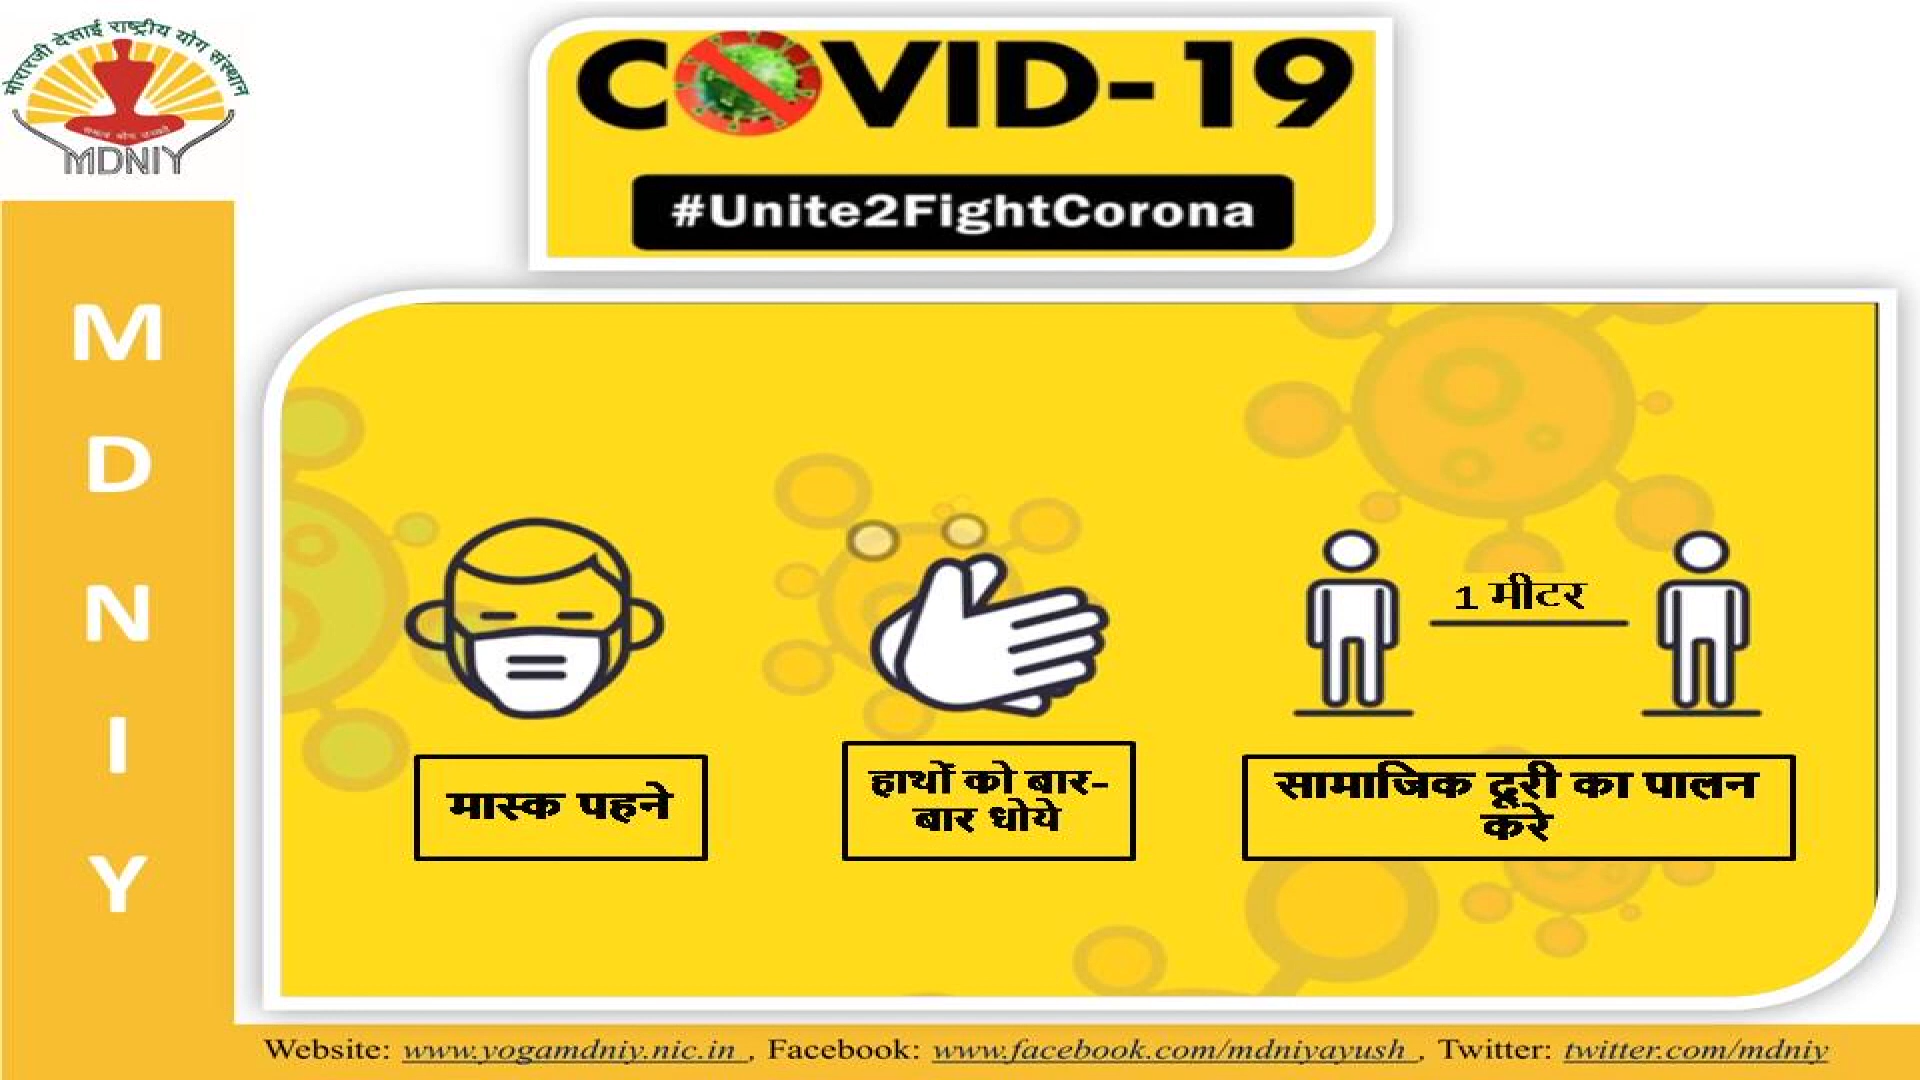 मोरारजी देसाई राष्ट्रीय योग संस्थान
MDNIY
COVID-19
#Unite2FightCorona
M
D
N
I
Y
1 मीटर
मास्क पहने
हाथों को बार-
बार धोये
सामाजिक दूरी का पालन
करे
Website: www.yogamdniy.nic.in , Facebook: www.facebook.com/mdniyayush , Twitter: twitter.com/mdniy